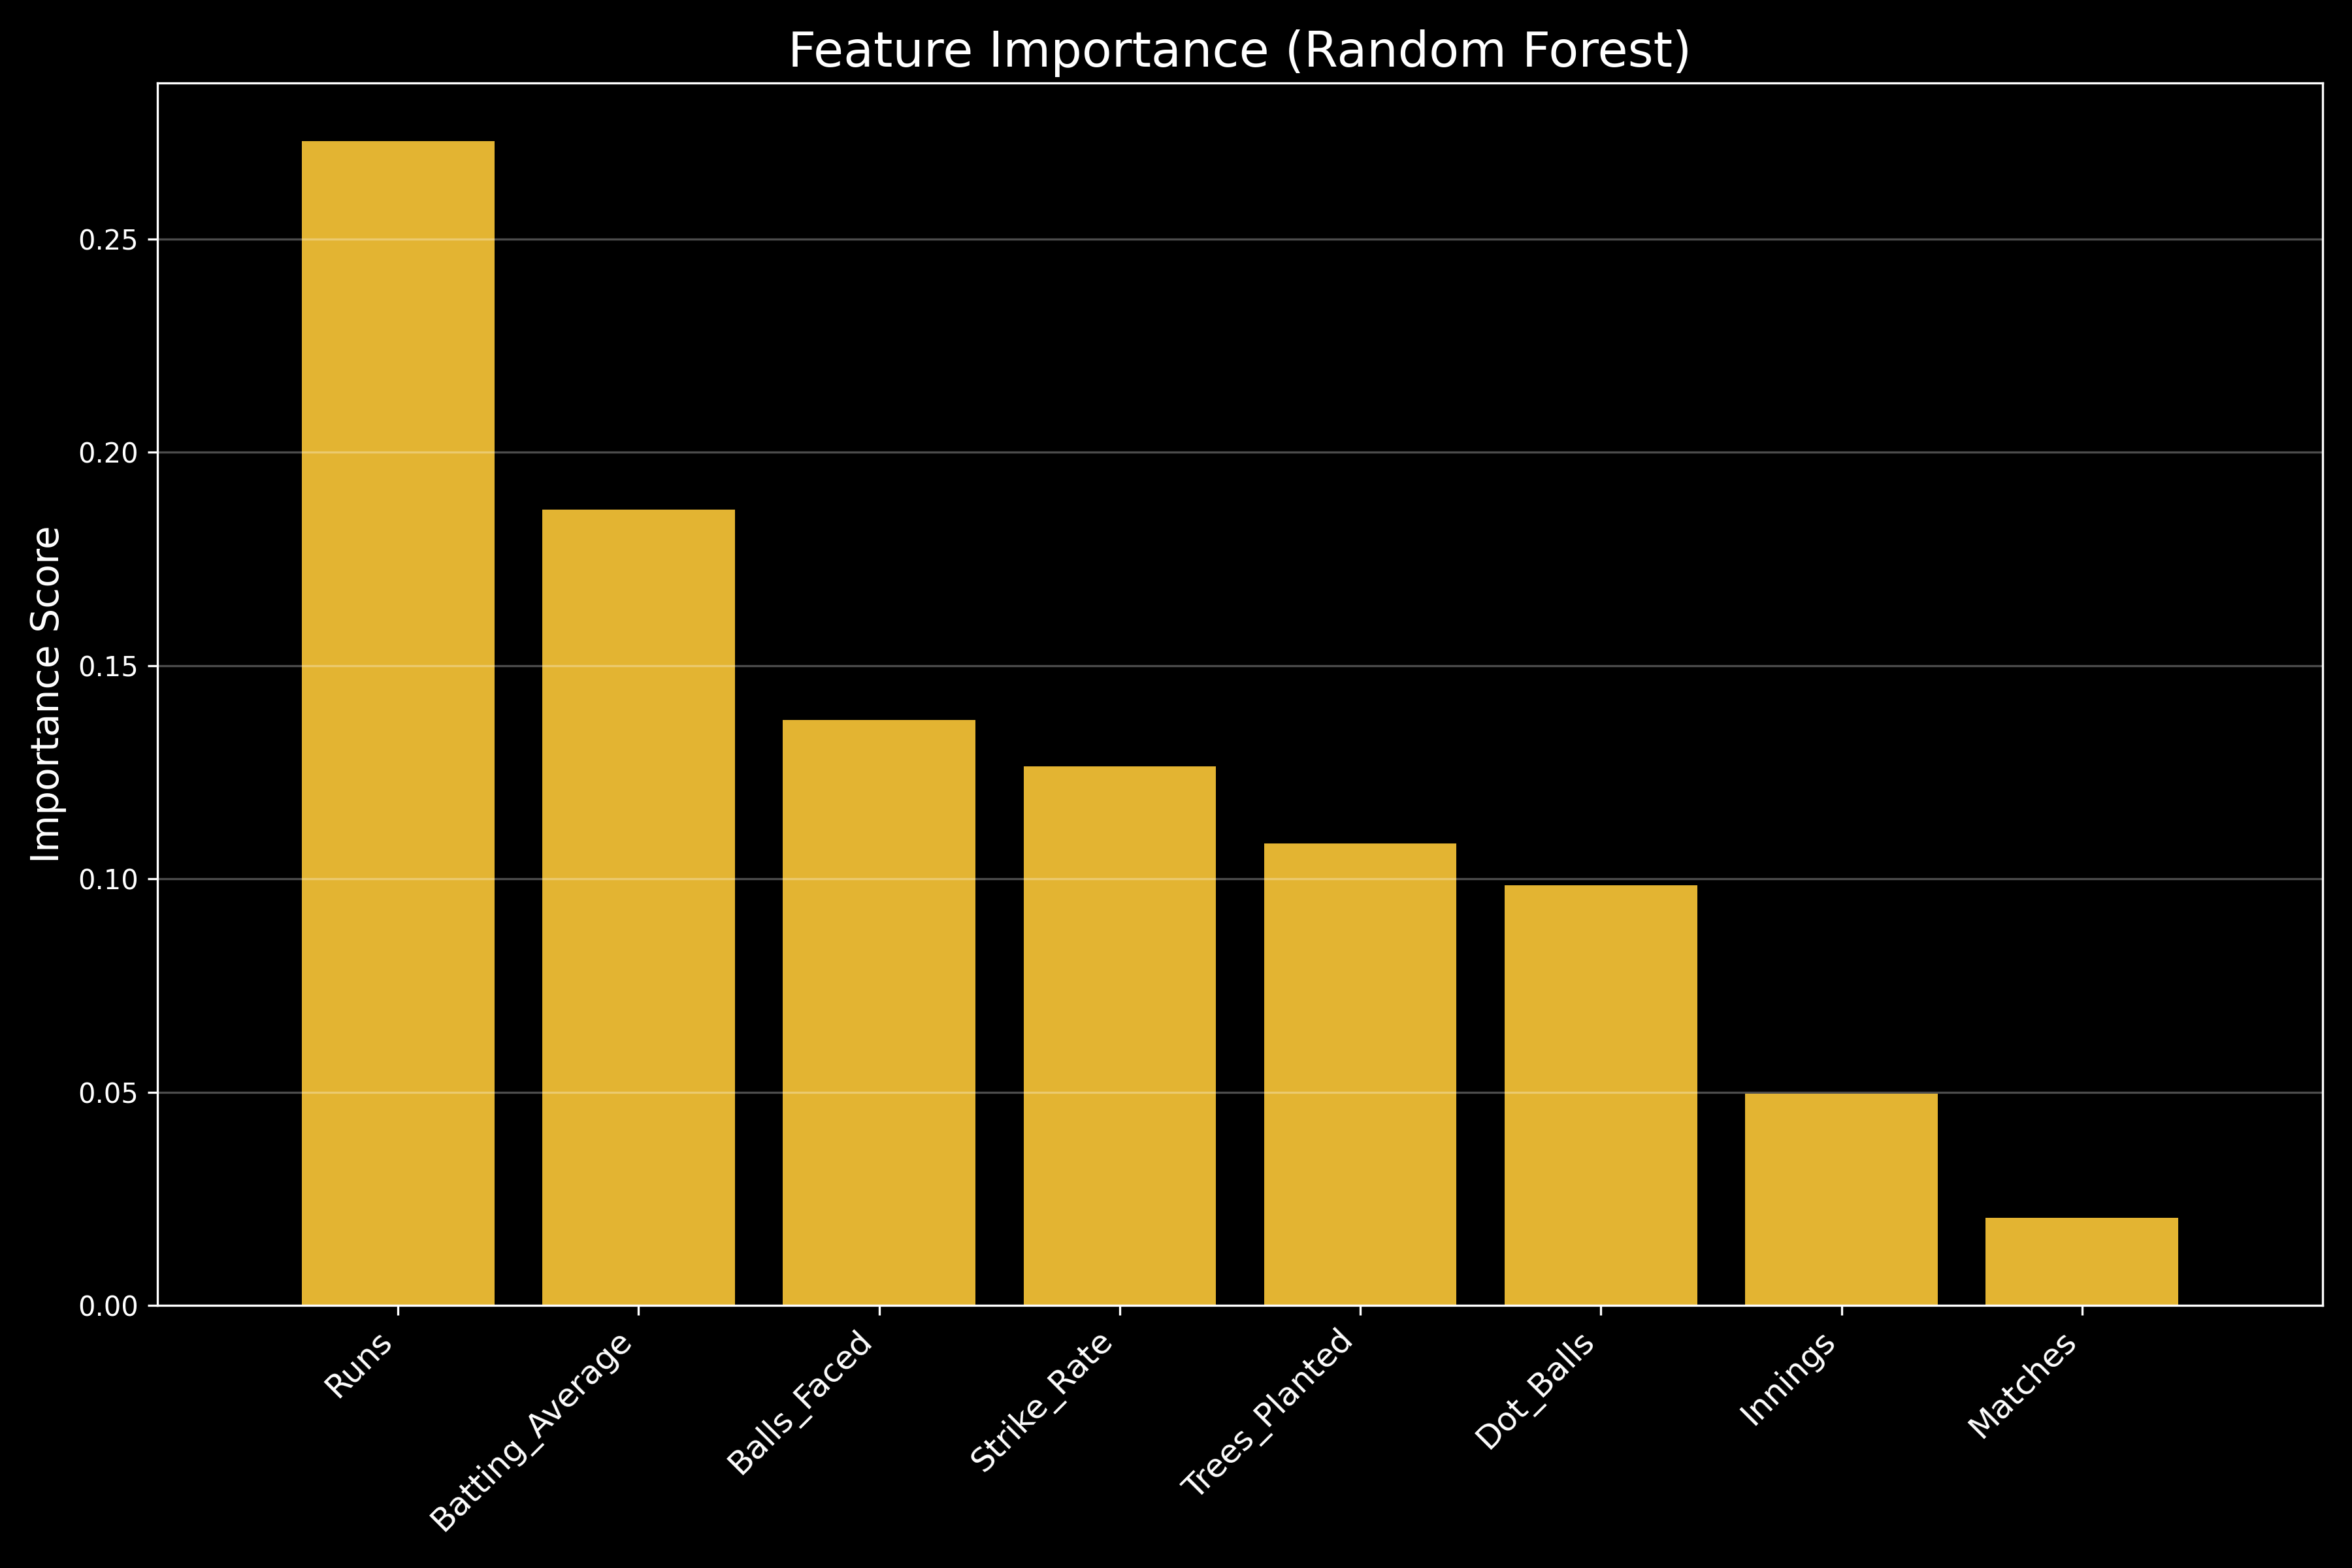 Feature Importance (Random Forest)
Importance Score
0.25
0.20
0.15
0.10
0.05
0.00
Runs
Batting_Average
Balls_Faced
Strike_Rate
Trees_Planted
Dot_Balls
Innings
Matches